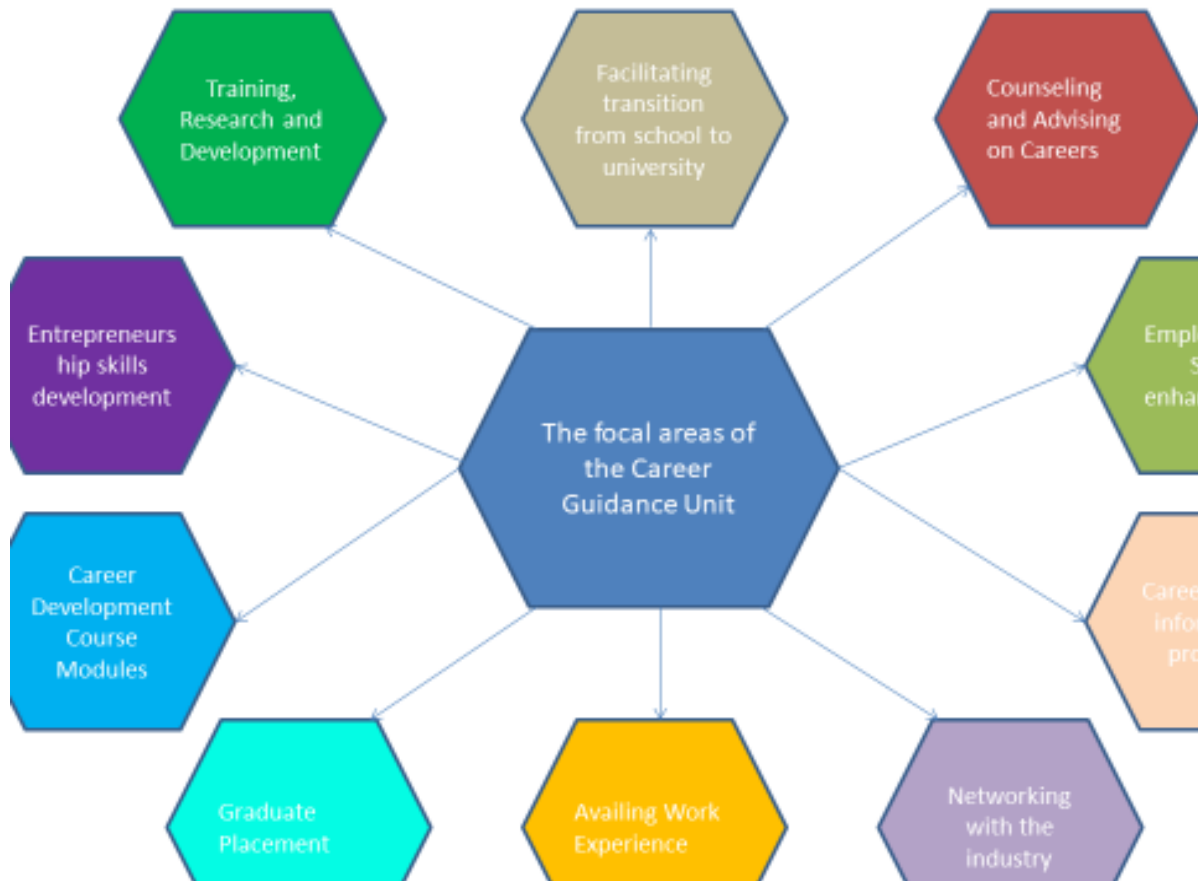 Training,
Research and
Development
Facilitating
transition
from school to
university
Counseling
and Advising
on Careers
Entrepreneurs
hip skills
development
The focal areas of
the Career
Guidance Unit
Career
Development
Course
Modules
Graduate
Placement
Availing Work
Experience
Networking
with the
industry